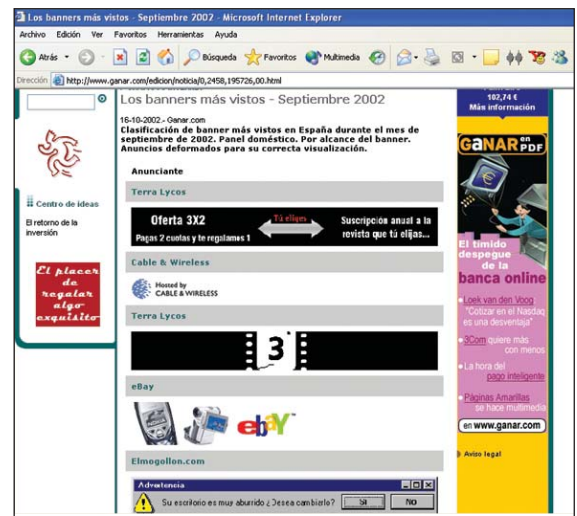 Los banners más vistos - Septiembre 2002 - Microsoft Internet Explorer
Archivo Edición Ver Favoritos Herramientas Ayuda
Atrás Búsqueda Favoritos Multimedia
Dirección http://www.ganar.com/edicion/noticia/0,2458,195726,00.html
Centro de ideas
El retorno de la
inversión
El placer
de
regalar
algo
exquisito
Los banners más vistos - Septiembre 2002
16-10-2002.- Ganar.com
Clasificación de banner más vistos en España durante el mes de
septiembre de 2002. Panel doméstico. Por alcance del banner.
Anuncios deformados para su correcta visualización.
Anunciante
Terra Lycos
Oferta 3X2
Pagas 2 cuotas y te regalamos 1
Tú eliges
Suscripción anual a la
revista que tú elijas...
Cable & Wireless
Hosted by
CABLE & WIRELESS
Terra Lycos
3
eBay
ebaY
Elmogollon.com
Advertencia
Su escritorio es muy aburrido ¿Desea cambiarlo?
NO
102,74 €
Más información
GANAR en PDF
El tímido
despegue
de la
banca online
Loek van den Voog
"Cotizar en el Nasdaq
es una desventaja"
3Com quiere más
con menos
La hora del
pago inteligente
Páginas Amarillas
se hace multimedia
en www.ganar.com
Aviso legal